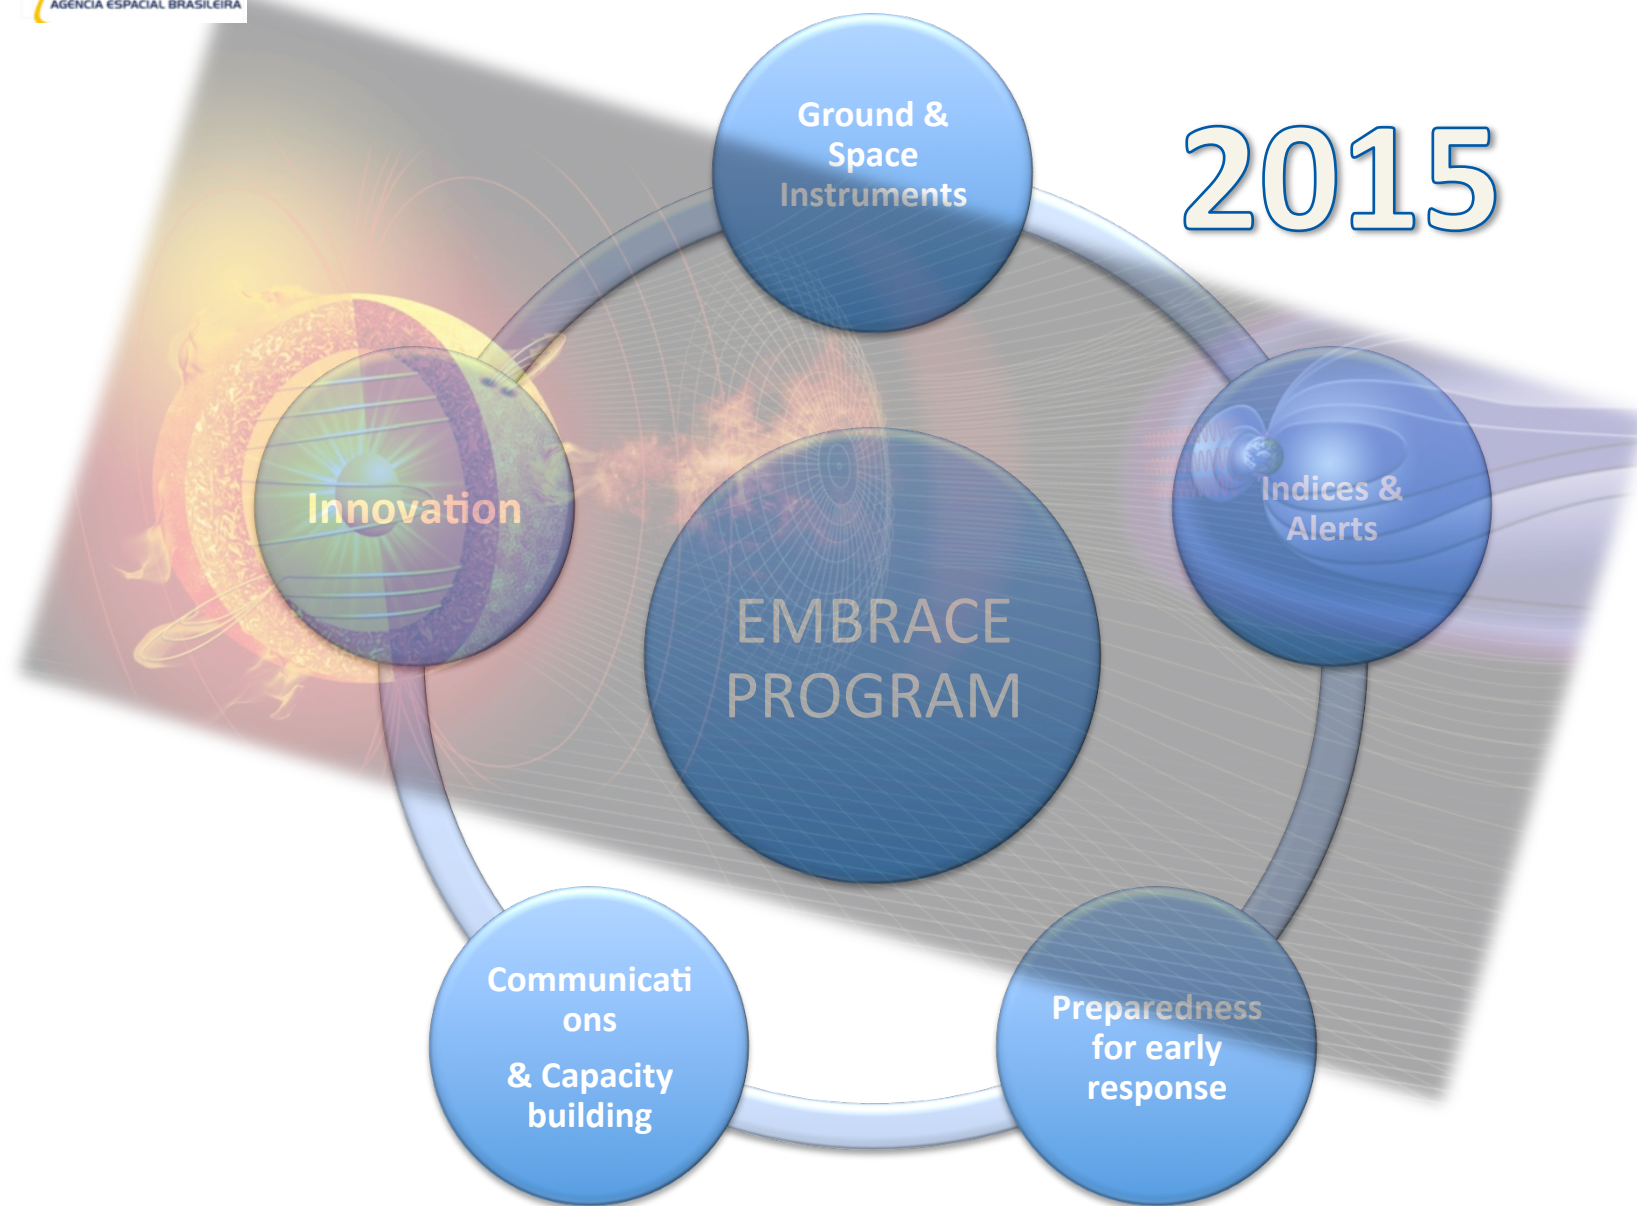 AGÊNCIA ESPACIAL BRASILEIRA
Ground &
Space
Instruments
2015
Innovation
Indices &
Alerts
EMBRACE
PROGRAM
Communicati
ons
& Capacity
building
Preparedness
for early
response